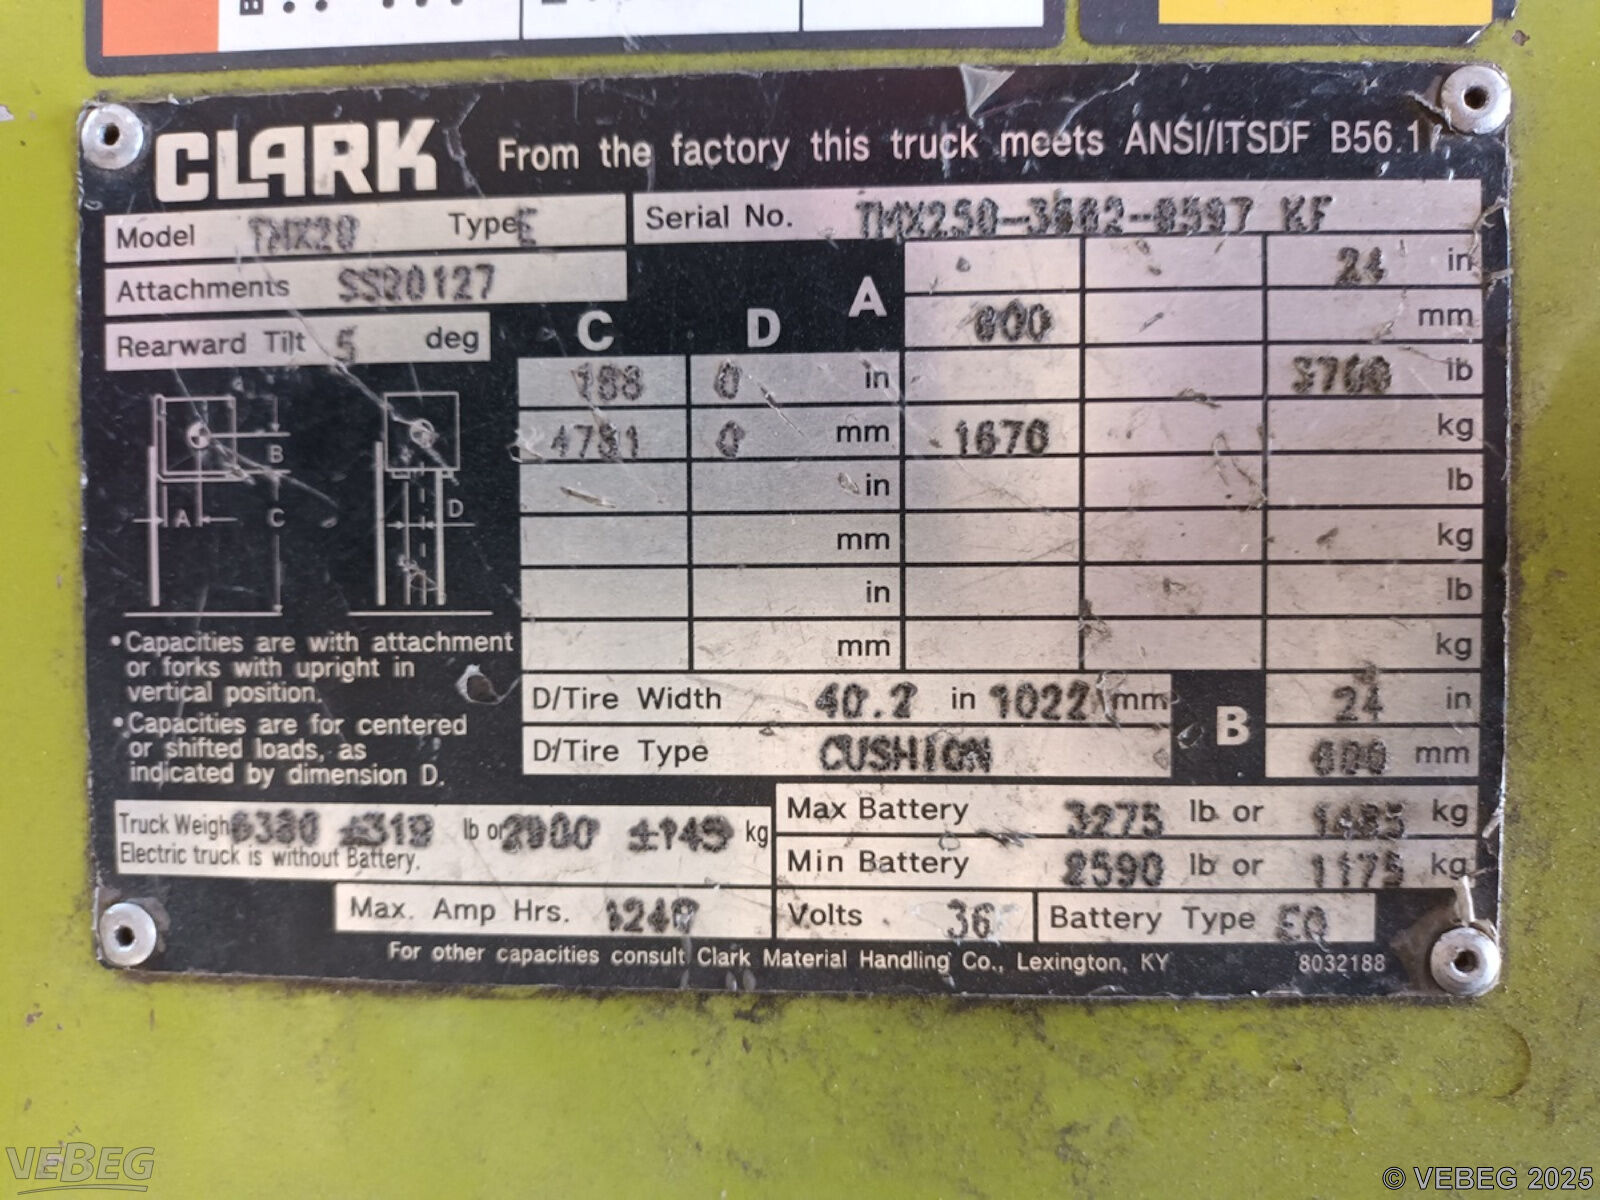 CLARK From the factory this truck meets ANSI/ITSDF B56.1
Model TMX20 Type E Serial No. KF
Attachments SS20127
Rearward Tilt 5 deg
C D A
24 in
600 mm
188 0 in 3700 lb
4781 0 mm 1670 kg
in lb
mm kg
in lb
mm kg
A B C D
• Capacities are with attachment
or forks with upright in
vertical position.
• Capacities are for centered
or shifted loads, as
indicated by dimension D.
D/Tire Width 40.2 in 1022 mm B 24 in
D/Tire Type CUSHION 600 mm
Truck Weigh 6380 ±319 lb or 2900 ±145 kg
Electric truck is without Battery.
Max Battery 3275 lb or 1485 kg
Min Battery 2590 lb or 1175 kg
Max. Amp Hrs. 1240 Volts 36 Battery Type EO
For other capacities consult Clark Material Handling Co., Lexington, KY 8032188
VEBEG
© VEBEG 2025